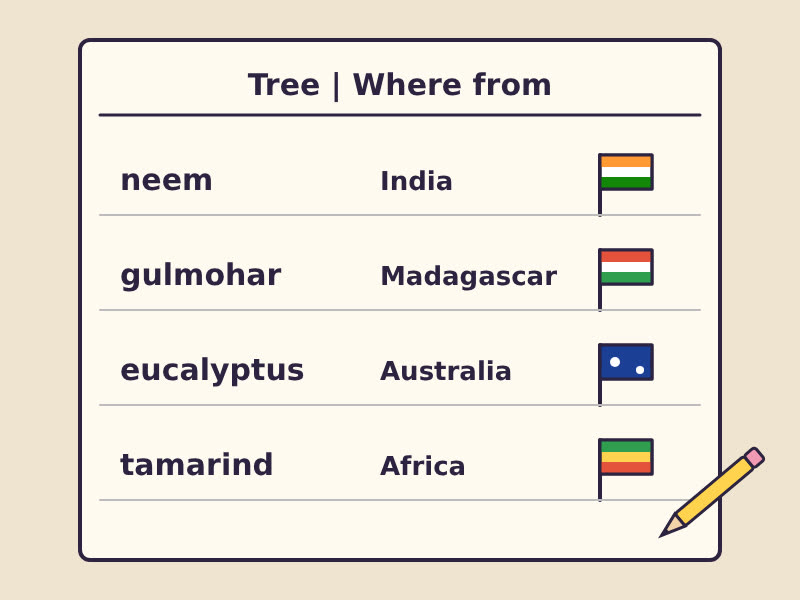 Tree | Where from
neem India
gulmohar Madagascar
eucalyptus Australia
tamarind Africa